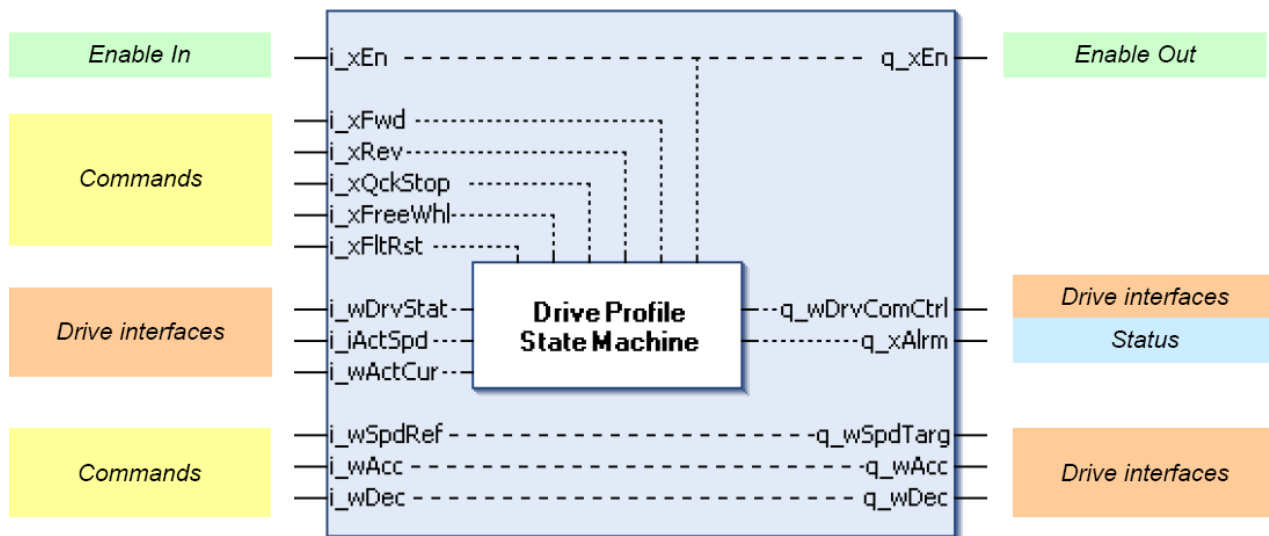 Enable In
i_xEn
q_xEn
Enable Out
Commands
i_xFwd
i_xRev
i_xQckStop
i_xFreeWhl
i_xFltRst
Drive interfaces
i_wDrvStat
i_iActSpd
i_wActCur
Drive Profile
State Machine
q_wDrvComCtrl
q_xAlrm
Drive interfaces
Status
Commands
i_wSpdRef
i_wAcc
i_wDec
q_wSpdTarg
q_wAcc
q_wDec
Drive interfaces